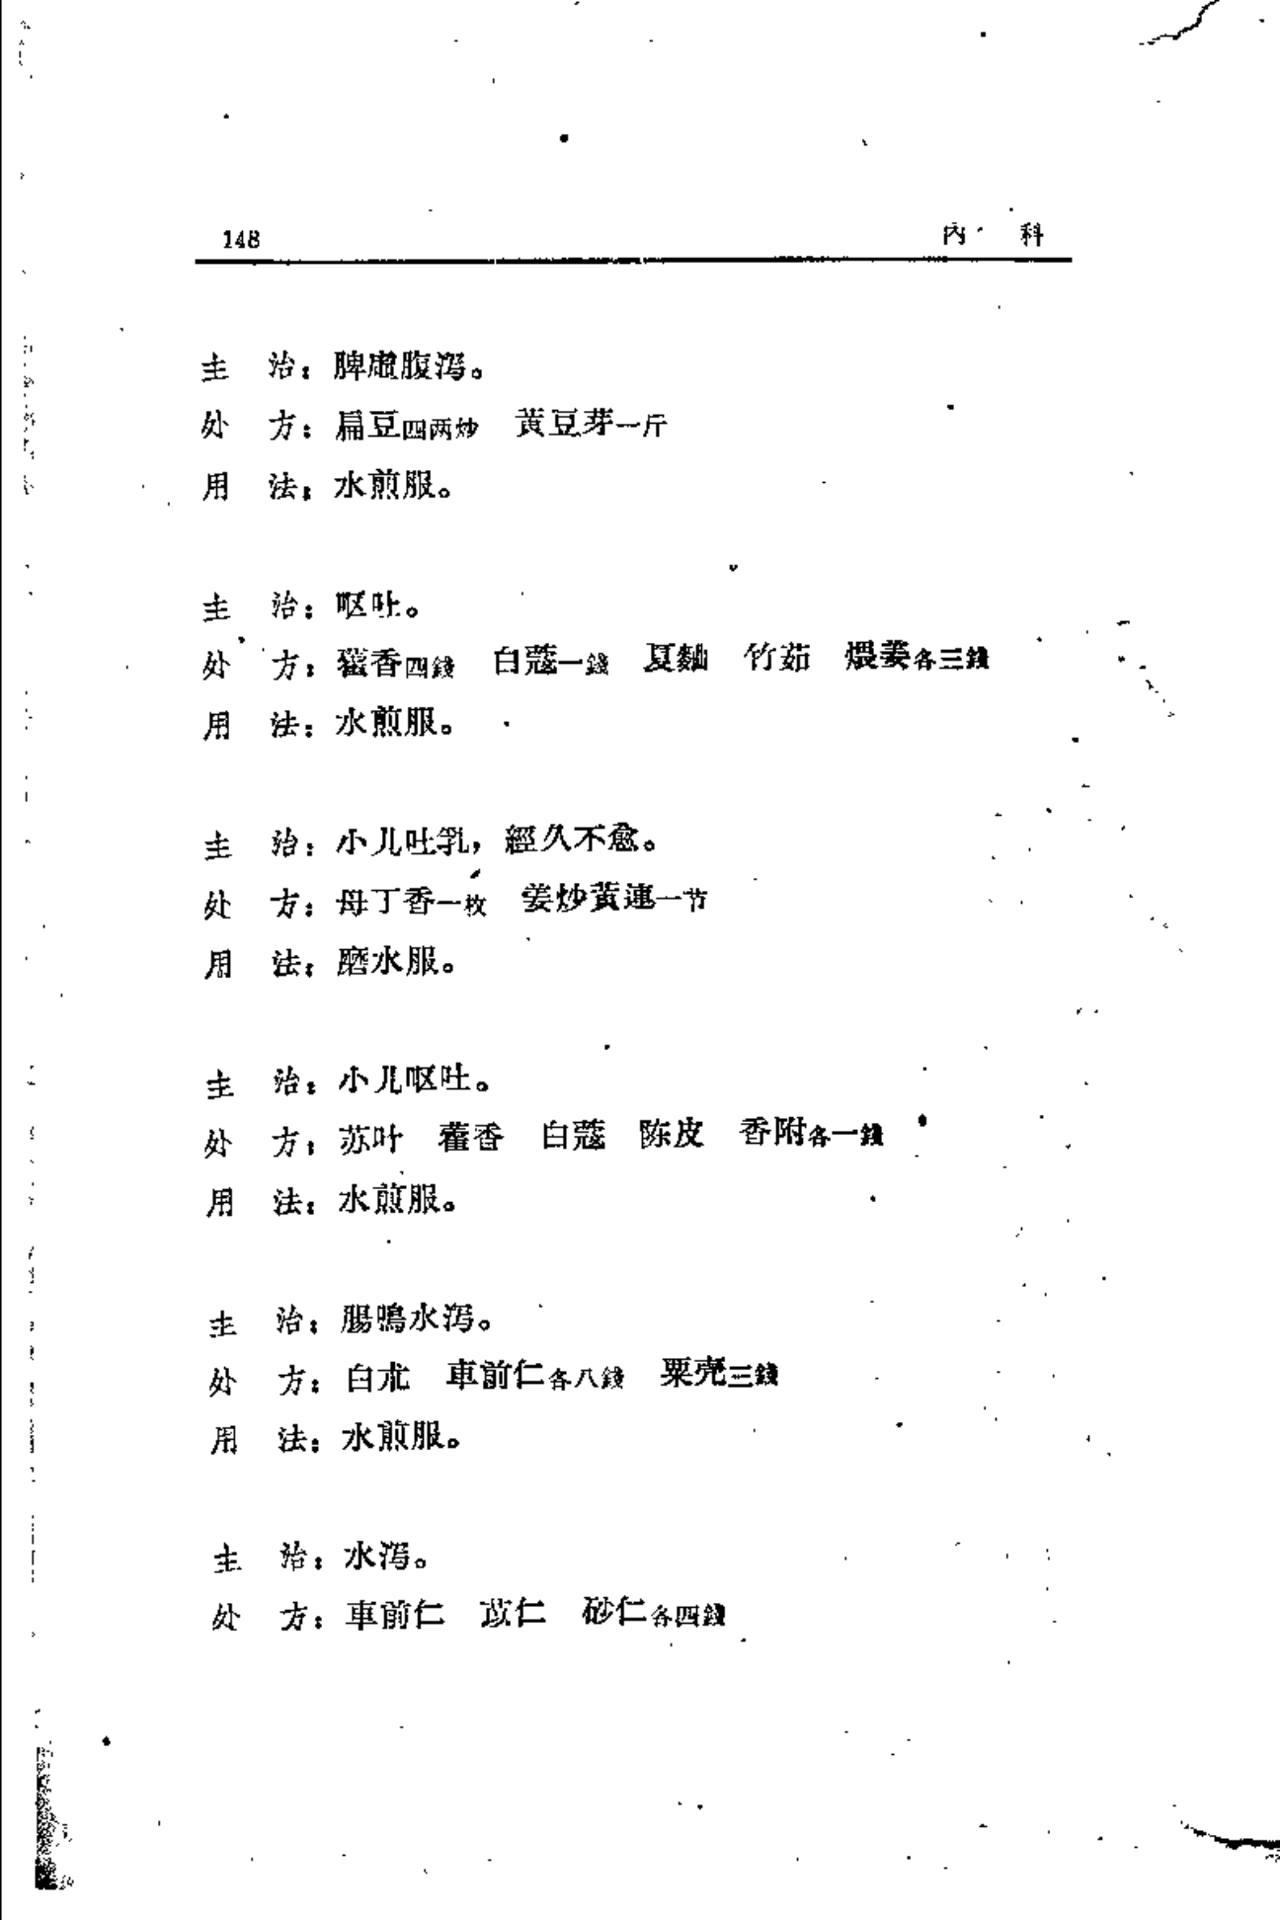 148 内 科
主 治：脾虛腹泻。
处 方：扁豆四两炒 黃豆芽一斤
用 法：水煎服。
主 治：呕吐。
处 方：藿香四錢 白蔻一錢 夏麯 竹茹 煨姜各三錢
用 法：水煎服。
主 治：小儿吐乳，經久不愈。
处 方：母丁香一枚 姜炒黃連一节
用 法：磨水服。
主 治：小儿呕吐。
处 方：苏叶 藿香 白蔻 陈皮 香附各一錢
用 法：水煎服。
主 治：腸鳴水泻。
处 方：白朮 車前仁各八錢 粟壳三錢
用 法：水煎服。
主 治：水泻。
处 方：車前仁 苡仁 砂仁各四錢